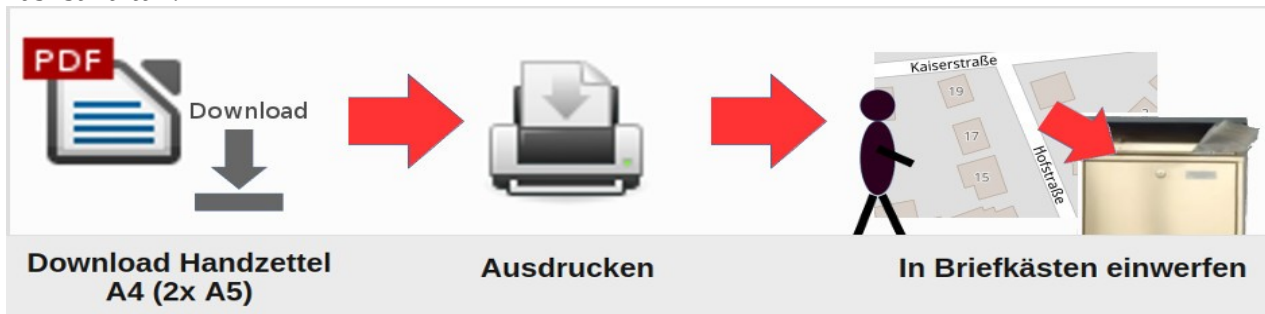 PDF
Download
Kaiserstraße
19
17
15
Hofstraße
Download Handzettel
A4 (2x A5)
Ausdrucken
In Briefkästen einwerfen